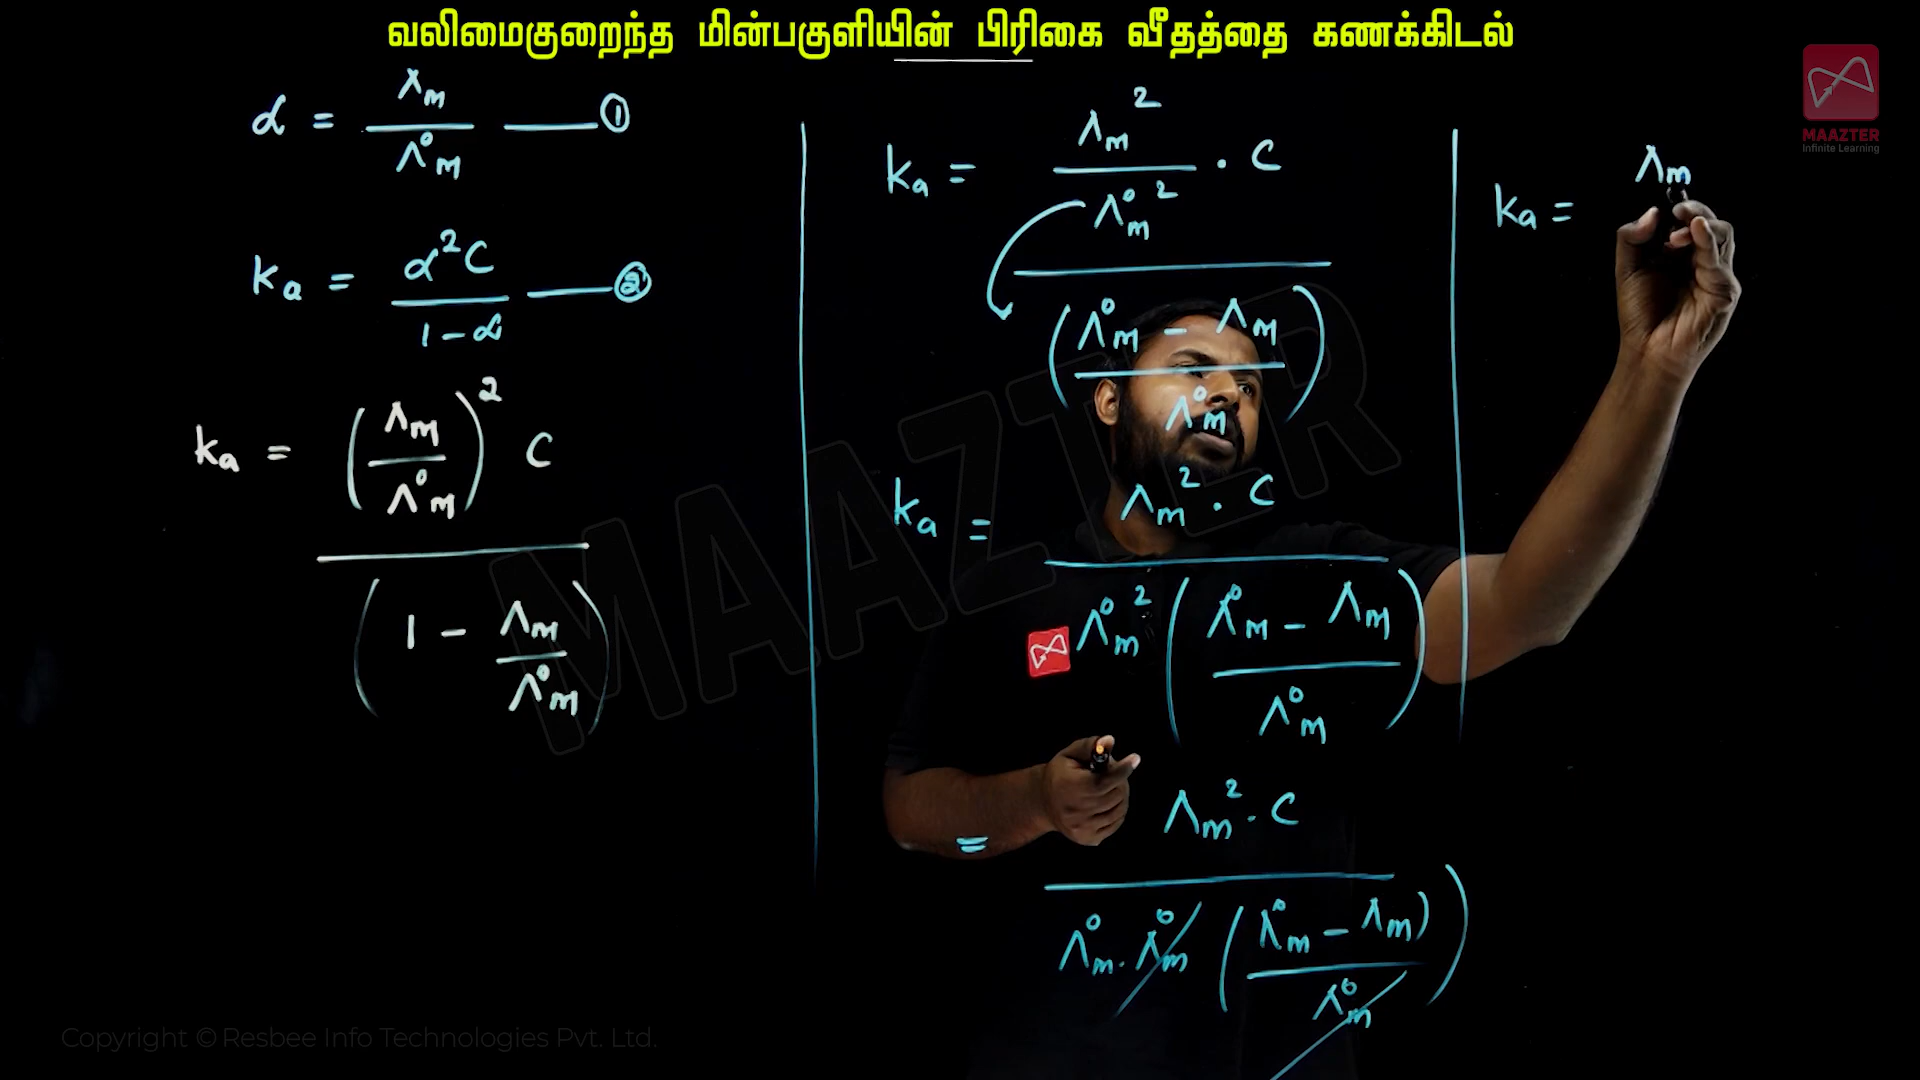 வலிமைகுறைந்த மின்பகுளியின் பிரிகை வீதத்தை கணக்கிடல்
MAAZTER
Infinite Learning
α = Λm / Λ°m —— ①
Ka = α²C / 1 - α —— ②
Ka = (Λm / Λ°m)² C / (1 - Λm / Λ°m)
Ka = Λm² / Λ°m² · C / (Λ°m - Λm / Λ°m)
Ka = Λm² · C / Λ°m² (Λ°m - Λm / Λ°m)
= Λm² · C / Λ°m · Λ°m ((Λ°m - Λm) / Λ°m)
Ka = Λm
MAAZTER
Copyright © Resbee Info Technologies Pvt. Ltd.